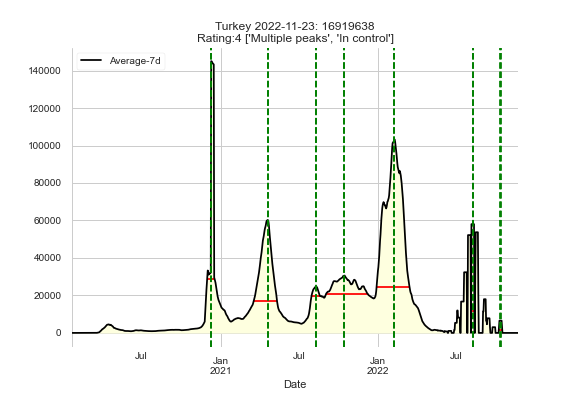 Turkey 2022-11-23: 16919638
Rating:4 ['Multiple peaks', 'In control']
Average-7d
140000
120000
100000
80000
60000
40000
20000
0
Jul
Jan
2021
Jul
Jan
2022
Jul
Date